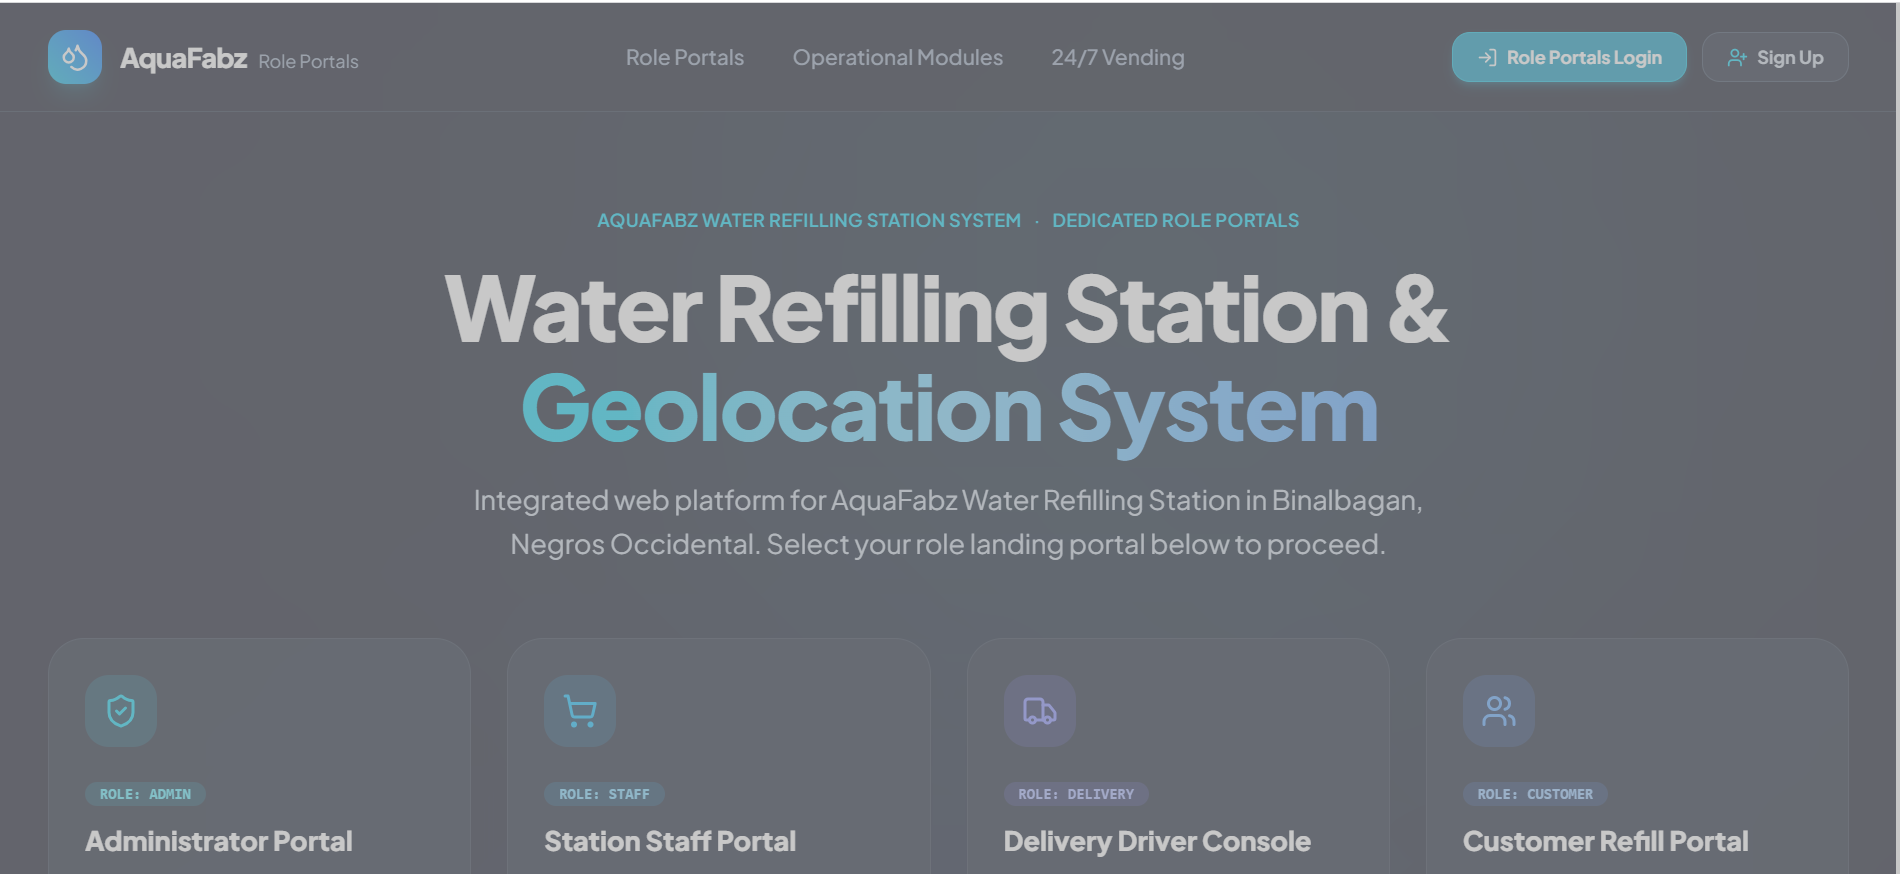 AquaFabz Role Portals
Role Portals
Operational Modules
24/7 Vending
Role Portals Login
Sign Up
AQUAFABZ WATER REFILLING STATION SYSTEM · DEDICATED ROLE PORTALS
Water Refilling Station &
Geolocation System
Integrated web platform for AquaFabz Water Refilling Station in Binalbagan,
Negros Occidental. Select your role landing portal below to proceed.
ROLE: ADMIN
Administrator Portal
ROLE: STAFF
Station Staff Portal
ROLE: DELIVERY
Delivery Driver Console
ROLE: CUSTOMER
Customer Refill Portal